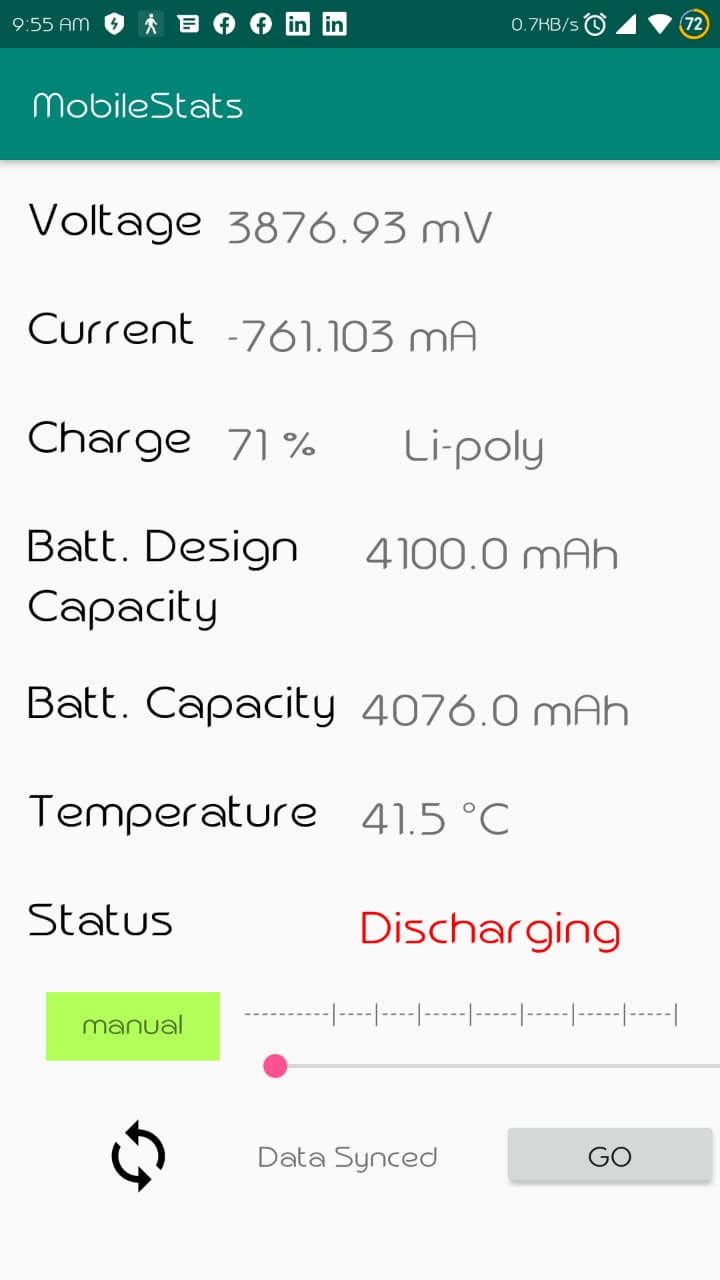 9:55 AM 0.7KB/s 72
MobileStats
Voltage 3876.93 mV
Current -761.103 mA
Charge 71 % Li-poly
Batt. Design 4100.0 mAh
Capacity
Batt. Capacity 4076.0 mAh
Temperature 41.5 °C
Status Discharging
manual ----------|----|----|-----|-----|-----|-----|-----|
Data Synced GO